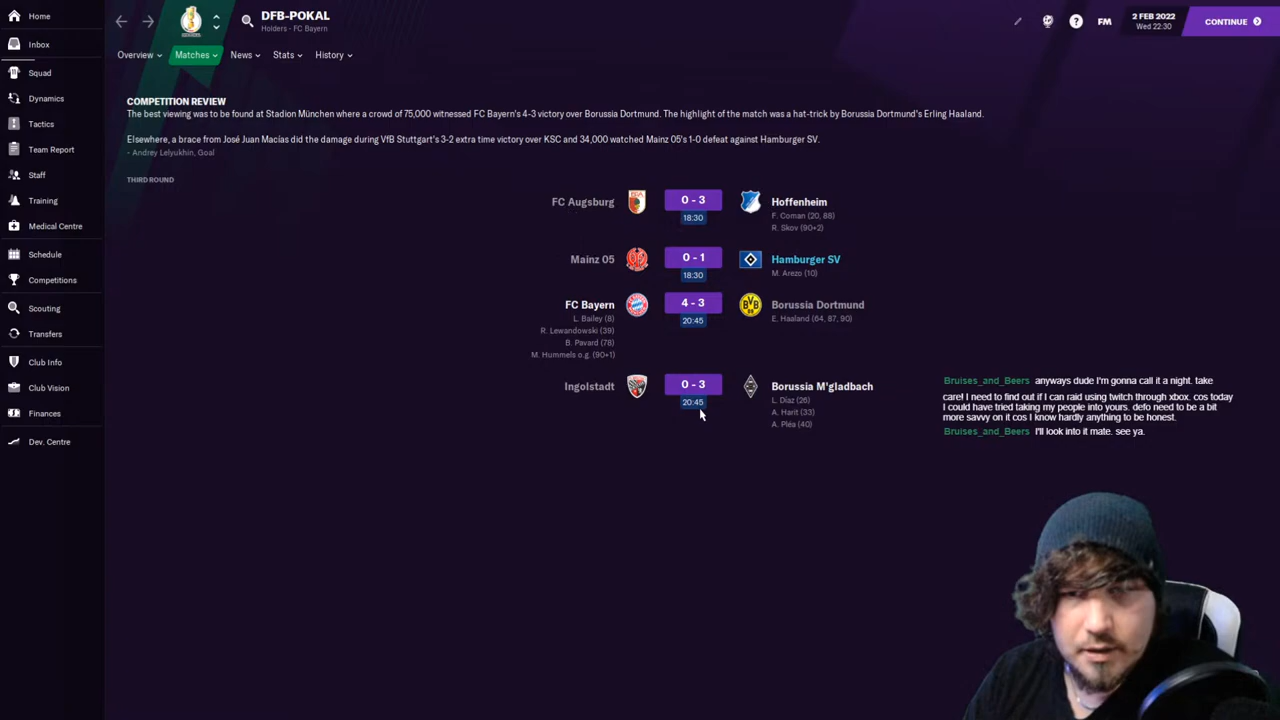 Home
DFB-POKAL
Holders - FC Bayern
?
FM
2 FEB 2022
Wed 22:30
CONTINUE
Inbox
Overview
Matches
News
Stats
History
Squad
Dynamics
Tactics
Team Report
Staff
Training
Medical Centre
Schedule
Competitions
Scouting
Transfers
Club Info
Club Vision
Finances
Dev. Centre
COMPETITION REVIEW
The best viewing was to be found at Stadion München where a crowd of 75,000 witnessed FC Bayern's 4-3 victory over Borussia Dortmund. The highlight of the match was a hat-trick by Borussia Dortmund's Erling Haaland.
Elsewhere, a brace from José Juan Macías did the damage during VfB Stuttgart's 3-2 extra time victory over KSC and 34,000 watched Mainz 05's 1-0 defeat against Hamburger SV.
- Andrey Lelyukhin, Goal
THIRD ROUND
FC Augsburg 0 - 3 Hoffenheim
18:30 F. Coman (20, 88)
R. Skov (90+2)
Mainz 05 0 - 1 Hamburger SV
18:30 M. Arezo (10)
FC Bayern 4 - 3 Borussia Dortmund
L. Bailey (8) 20:45 E. Haaland (64, 87, 90)
R. Lewandowski (39)
B. Pavard (78)
M. Hummels o.g. (90+1)
Ingolstadt 0 - 3 Borussia M'gladbach
20:45 L. Díaz (26)
A. Harit (33)
A. Pléa (40)
Bruises_and_Beers anyways dude I'm gonna call it a night. take
care! I need to find out if I can raid using twitch through xbox. cos today
I could have tried taking my people into yours. defo need to be a bit
more savvy on it cos I know hardly anything to be honest.
Bruises_and_Beers I'll look into it mate. see ya.